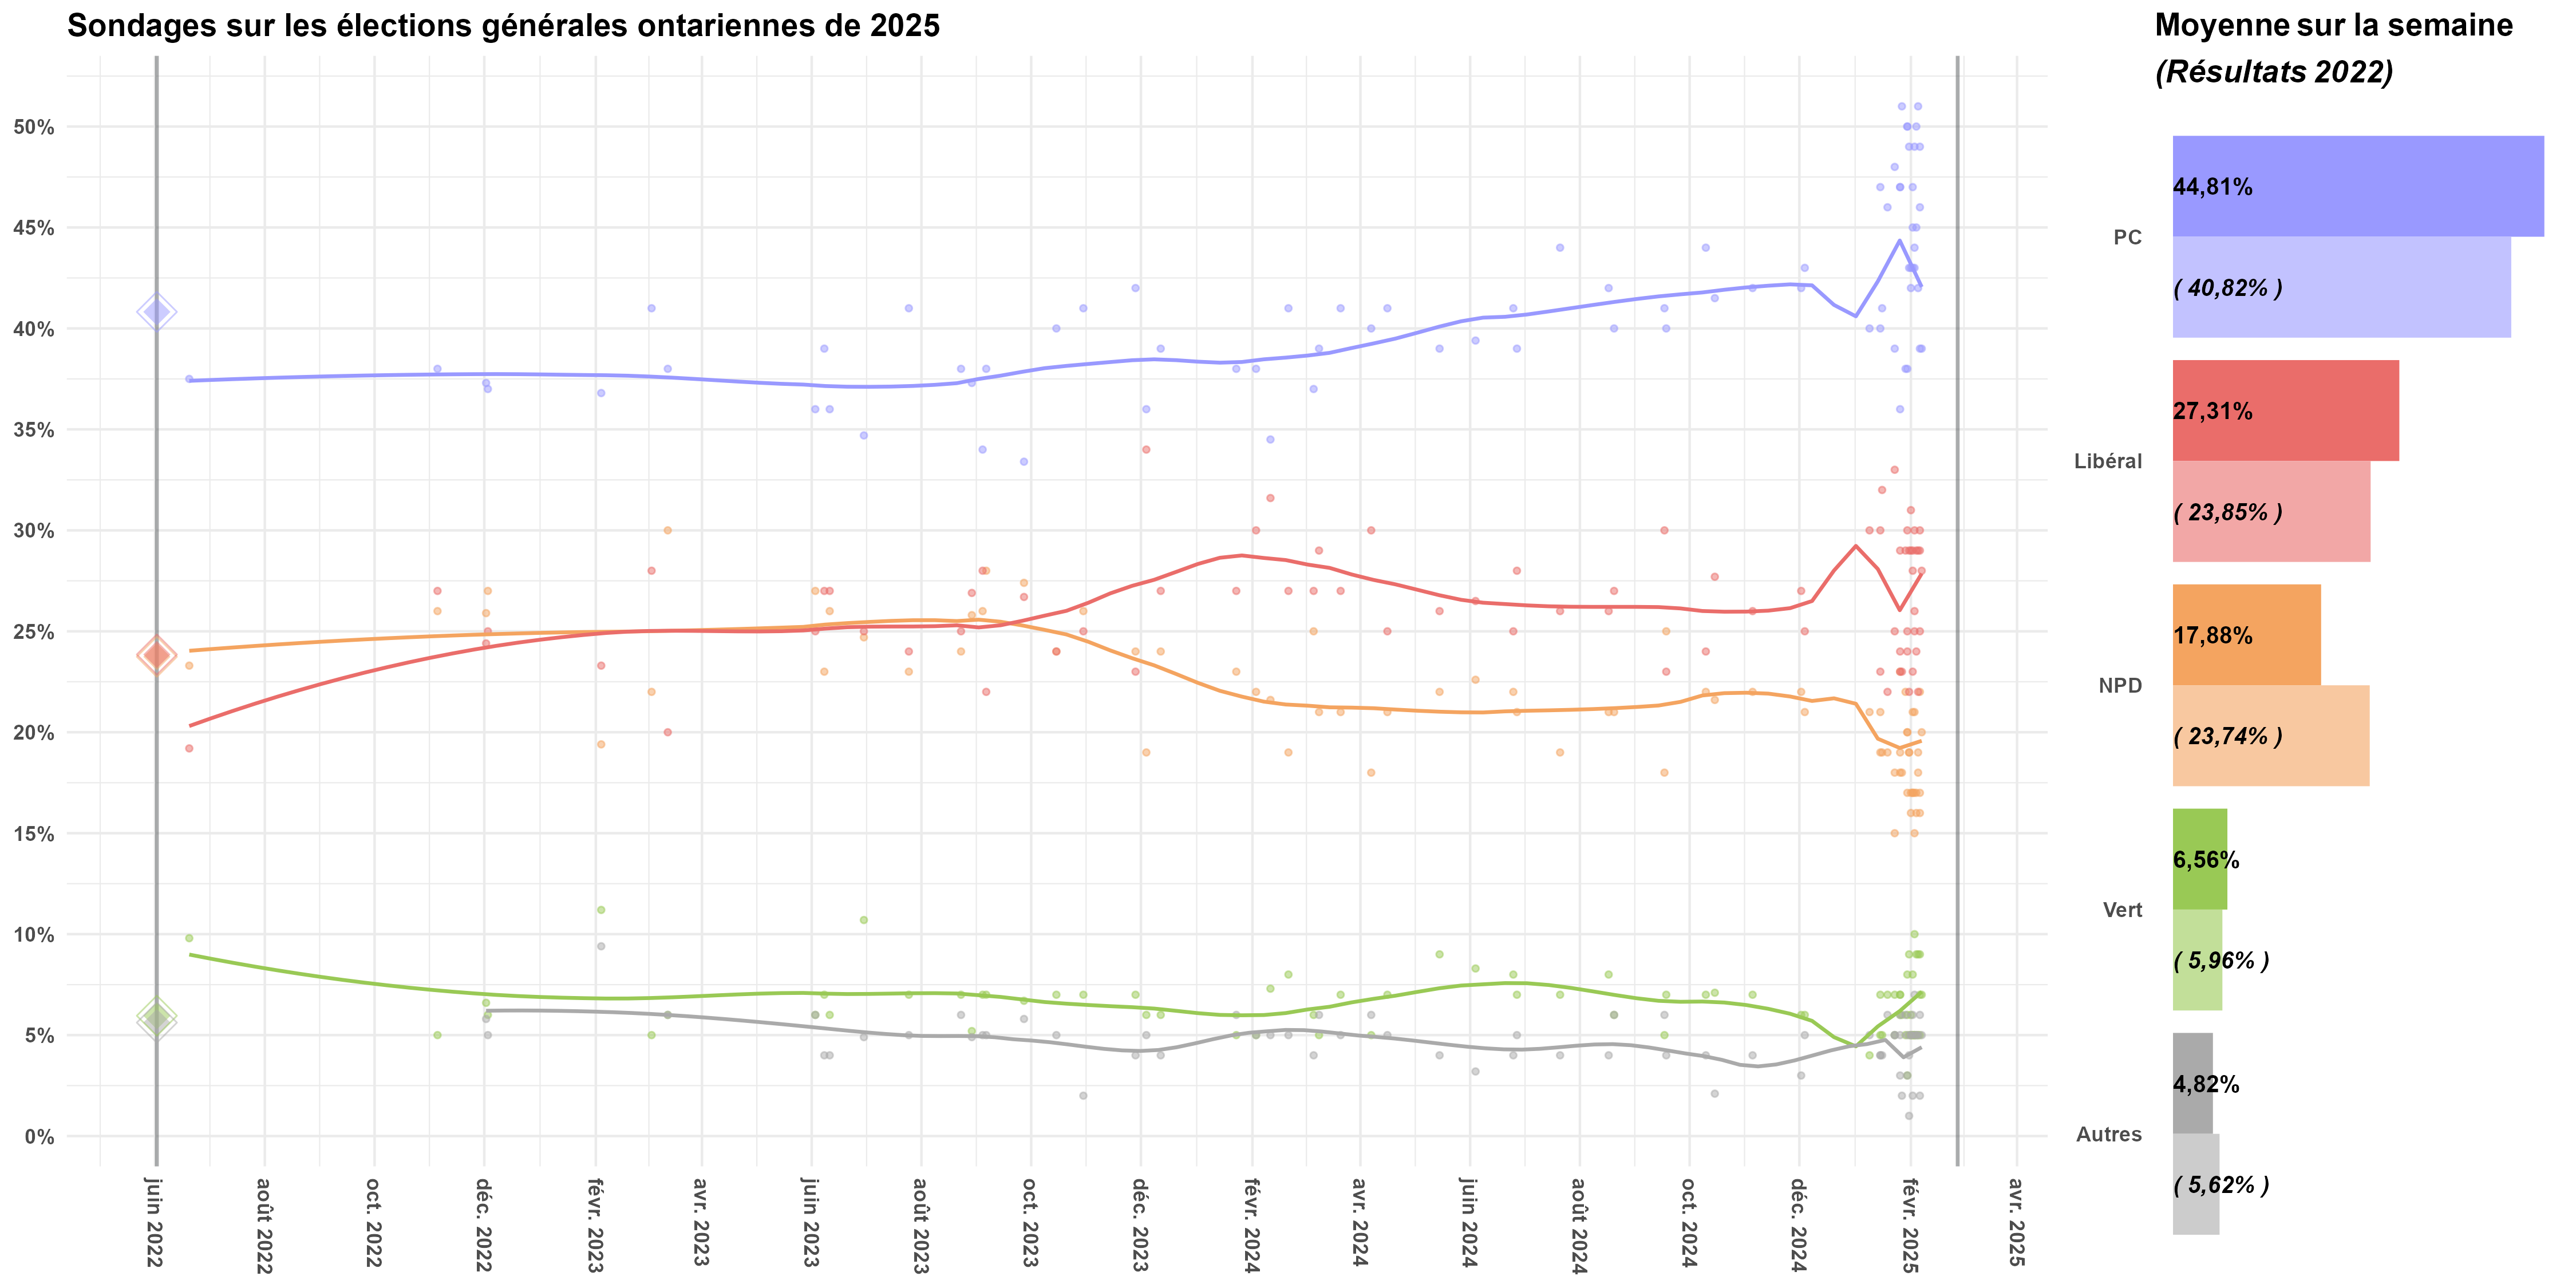 Sondages sur les élections générales ontariennes de 2025
50%
45%
40%
35%
30%
25%
20%
15%
10%
5%
0%
juin 2022
août 2022
oct. 2022
déc. 2022
févr. 2023
avr. 2023
juin 2023
août 2023
oct. 2023
déc. 2023
févr. 2024
avr. 2024
juin 2024
août 2024
oct. 2024
déc. 2024
févr. 2025
avr. 2025
Moyenne sur la semaine
(Résultats 2022)
PC
44,81%
( 40,82% )
Libéral
27,31%
( 23,85% )
NPD
17,88%
( 23,74% )
Vert
6,56%
( 5,96% )
Autres
4,82%
( 5,62% )